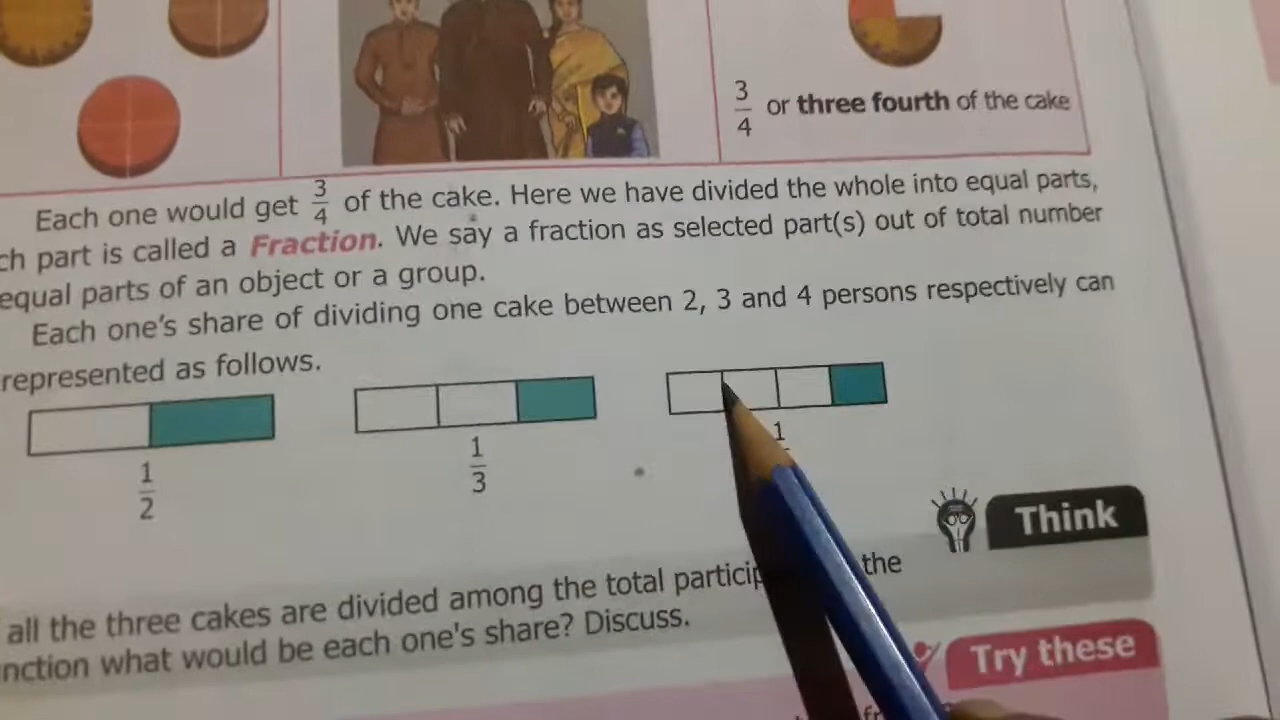 3/4 or three fourth of the cake
Each one would get 3/4 of the cake. Here we have divided the whole into equal parts,
part is called a Fraction. We say a fraction as selected part(s) out of total number
equal parts of an object or a group.
Each one's share of dividing one cake between 2, 3 and 4 persons respectively can
represented as follows.
1/2 1/3 1
Think
all the three cakes are divided among the total the
what would be each one's share? Discuss.
Try these